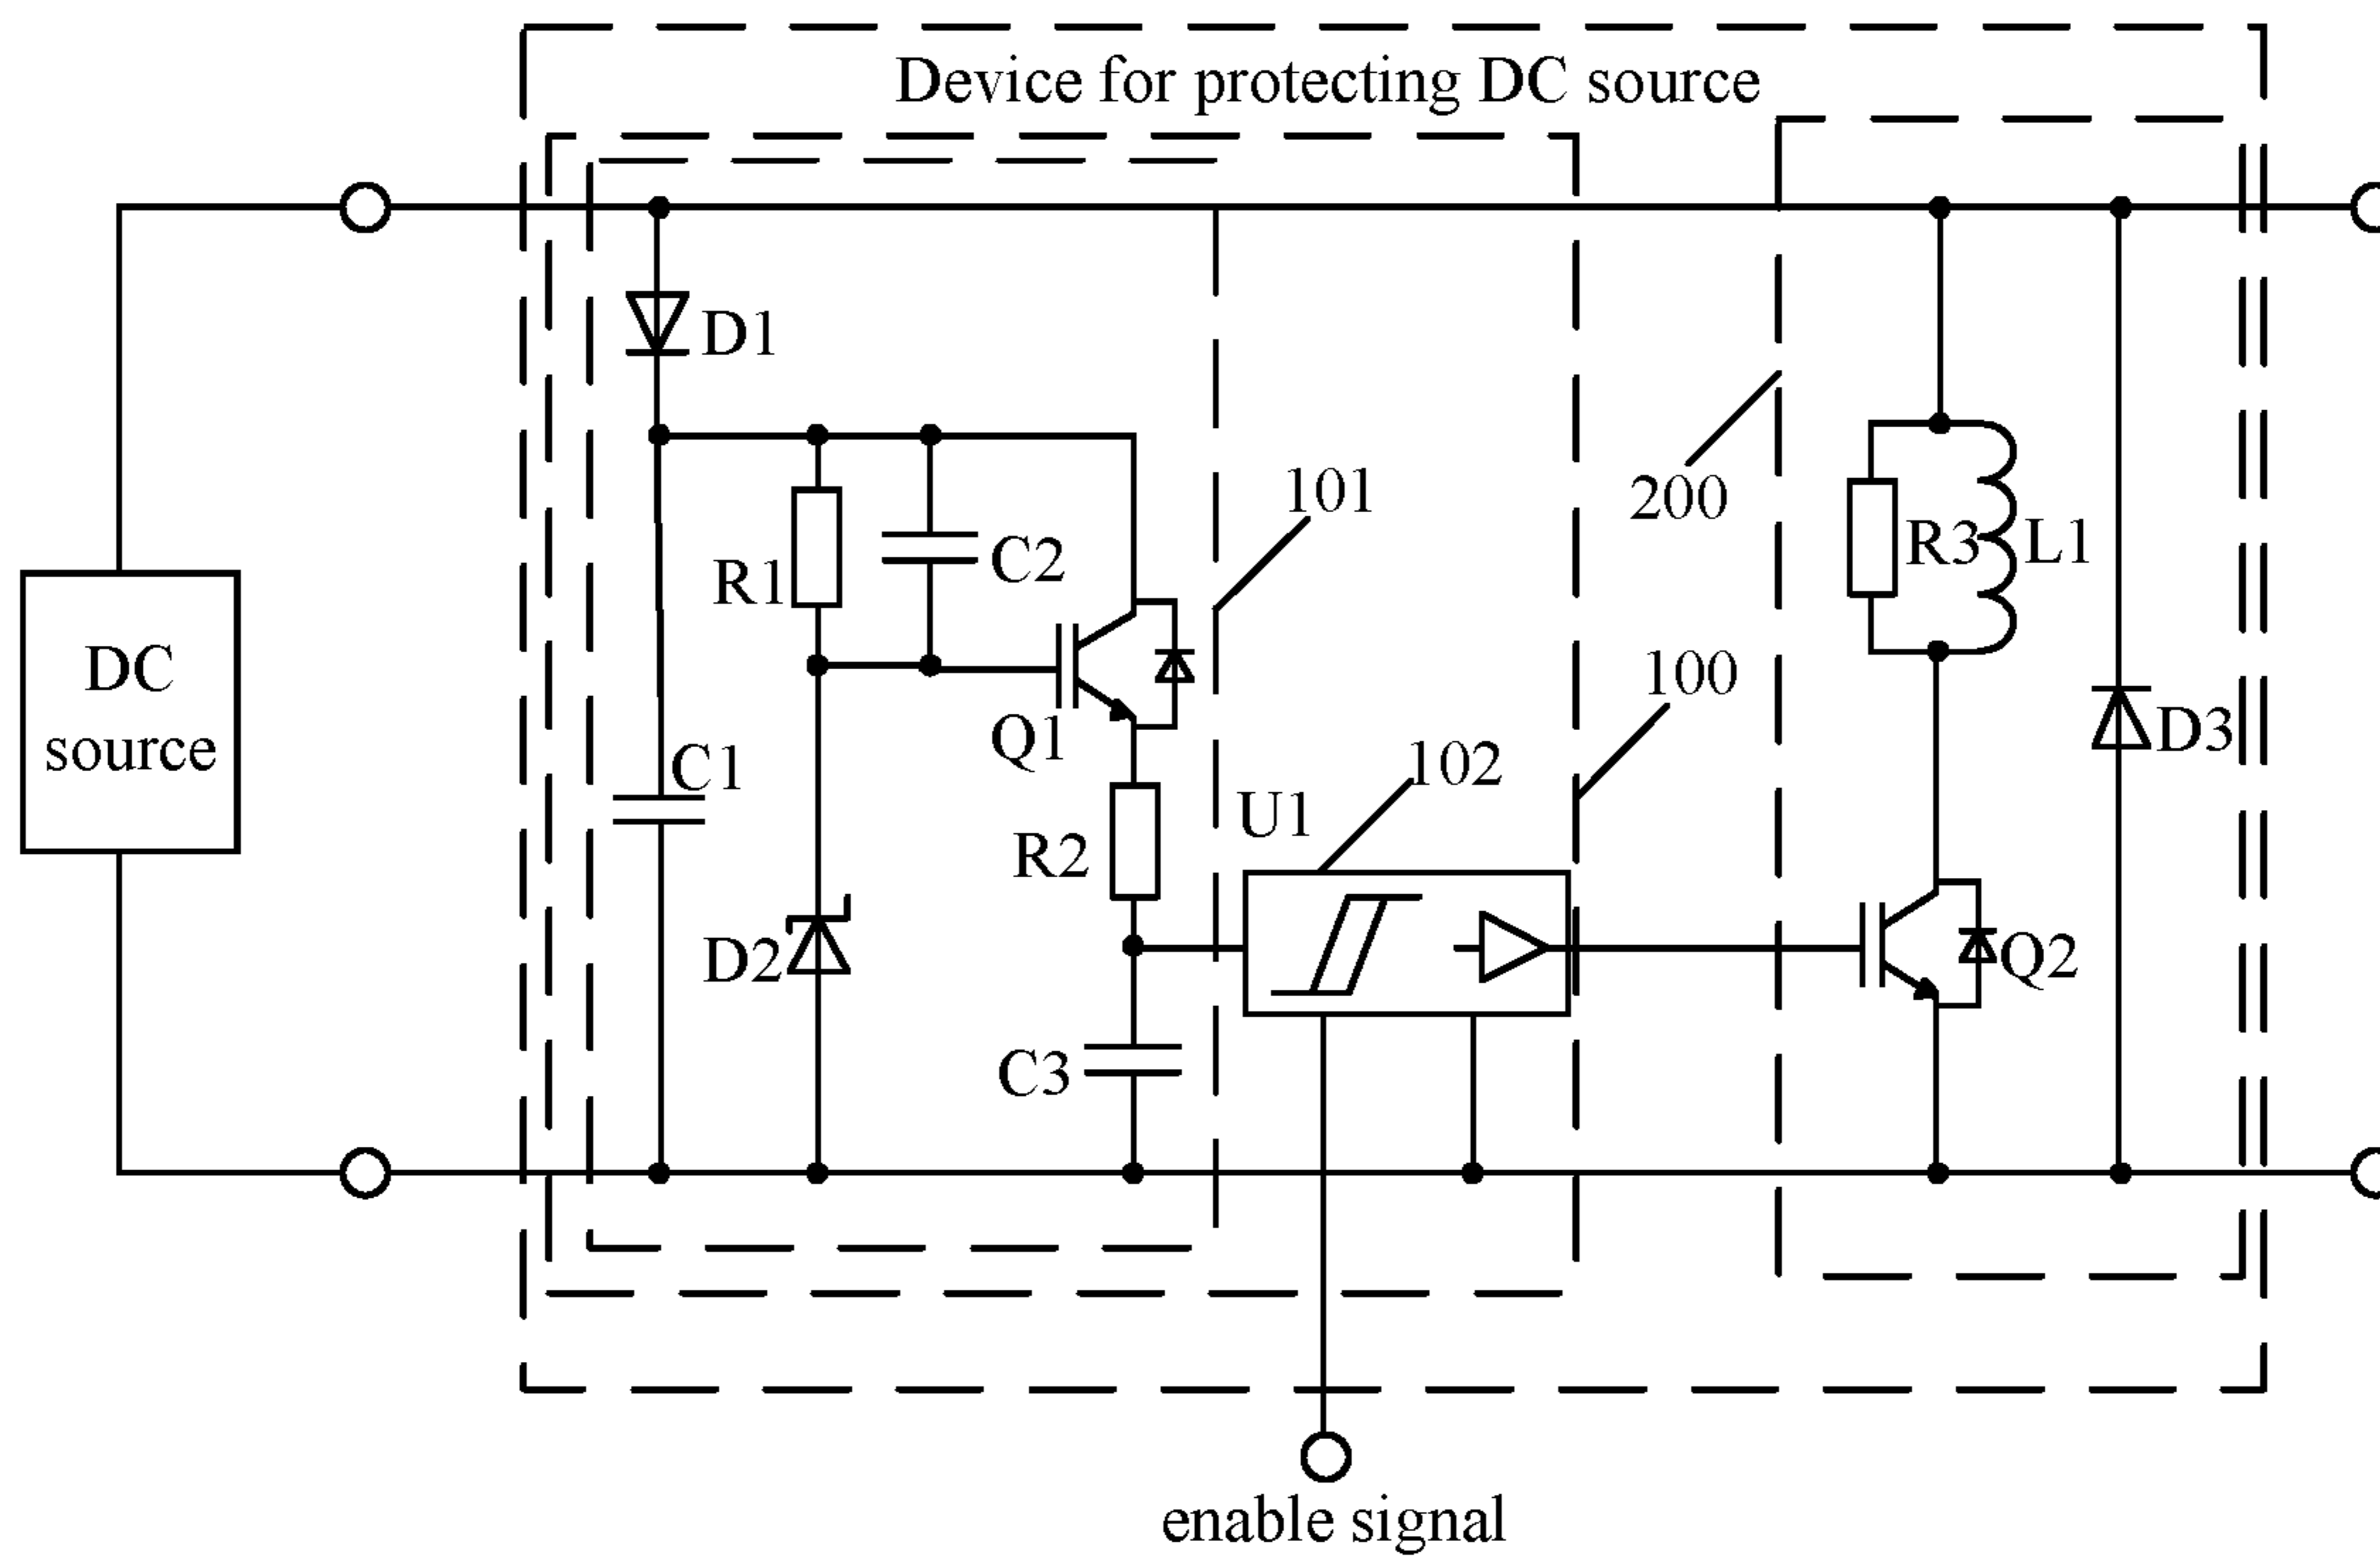 Device for protecting DC source
D1
101
200
R1
C2
R3
L1
DC
source
Q1
100
C1
102
U1
D3
R2
D2
Q2
C3
enable signal